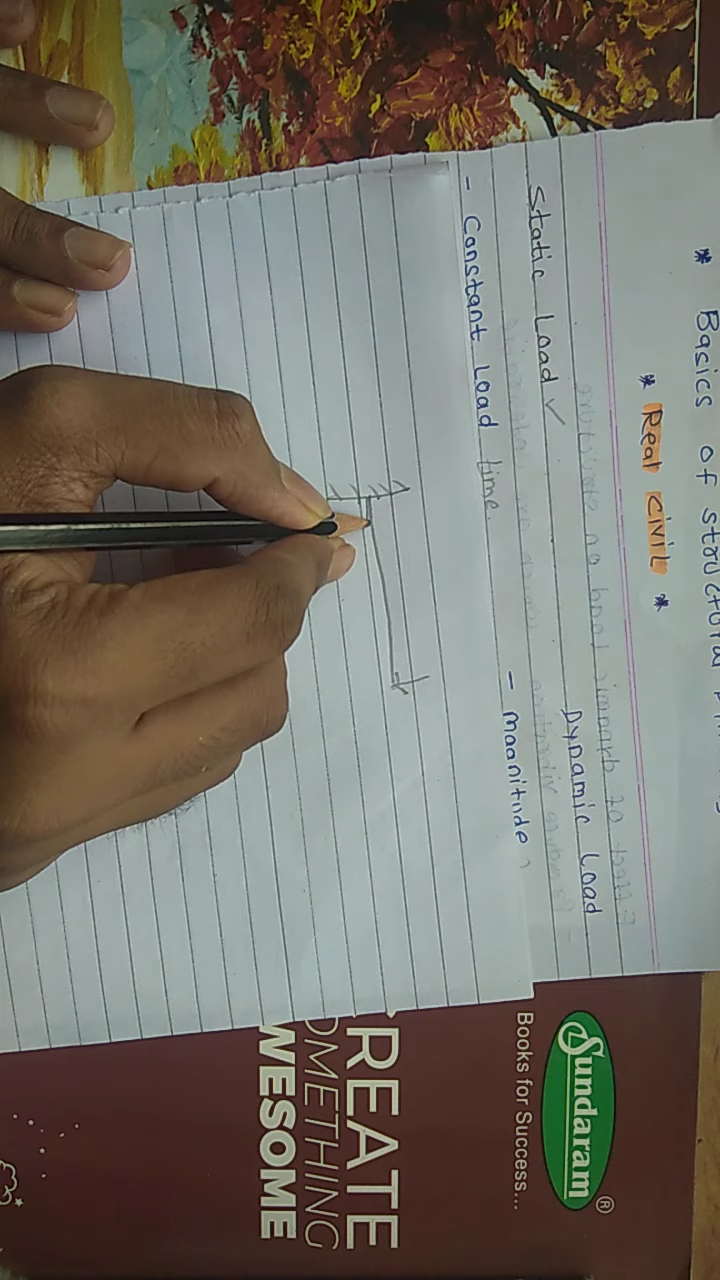 * Basics of structural
* Real civil *
Static Load ✓
Dynamic Load
- Constant Load time.
- Maanitude,
Sundaram®
Books for Success...
REATE
OMETHING
WESOME